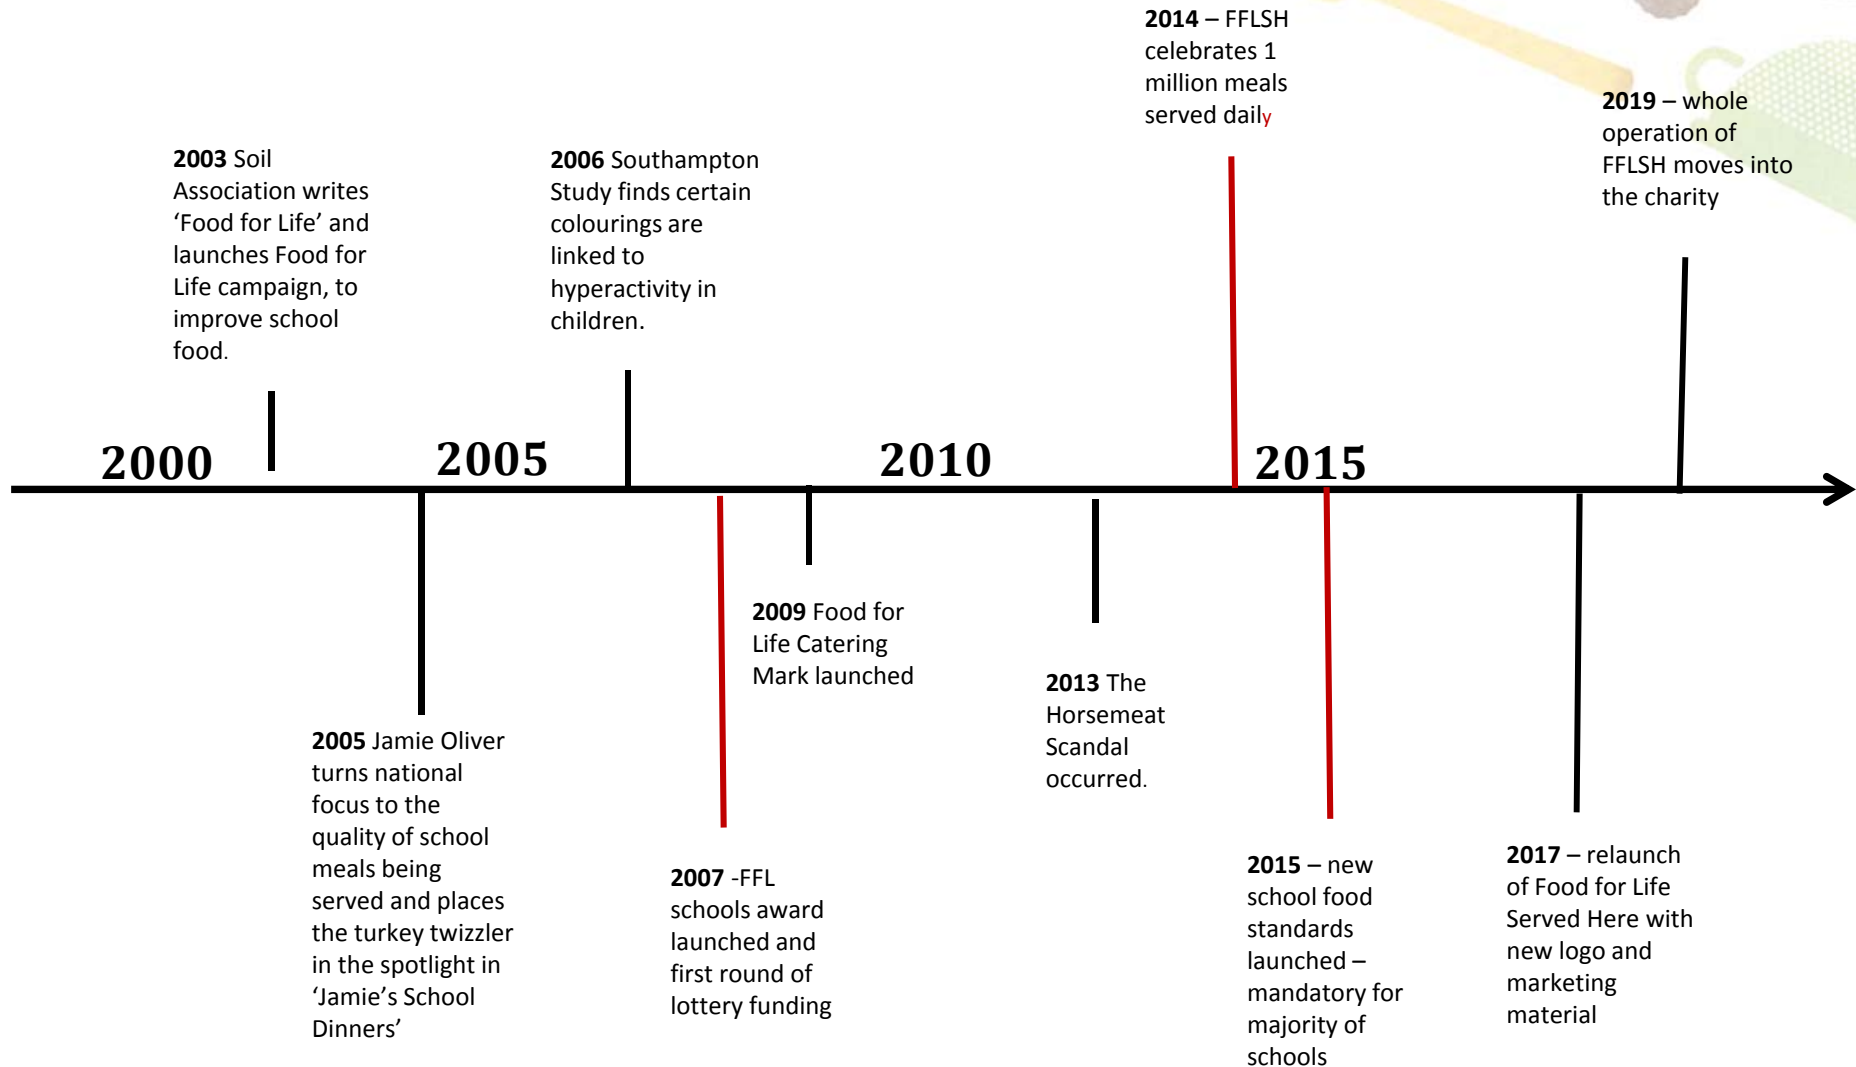 2014 – FFLSH
celebrates 1
million meals
served daily
2019 – whole
operation of
FFLSH moves into
the charity
2003 Soil
Association writes
‘Food for Life’ and
launches Food for
Life campaign, to
improve school
food.
2006 Southampton
Study finds certain
colourings are
linked to
hyperactivity in
children.
2000
2005
2010
2015
2005 Jamie Oliver
turns national
focus to the
quality of school
meals being
served and places
the turkey twizzler
in the spotlight in
‘Jamie’s School
Dinners’
2007 -FFL
schools award
launched and
first round of
lottery funding
2009 Food for
Life Catering
Mark launched
2013 The
Horsemeat
Scandal
occurred.
2015 – new
school food
standards
launched –
mandatory for
majority of
schools
2017 – relaunch
of Food for Life
Served Here with
new logo and
marketing
material